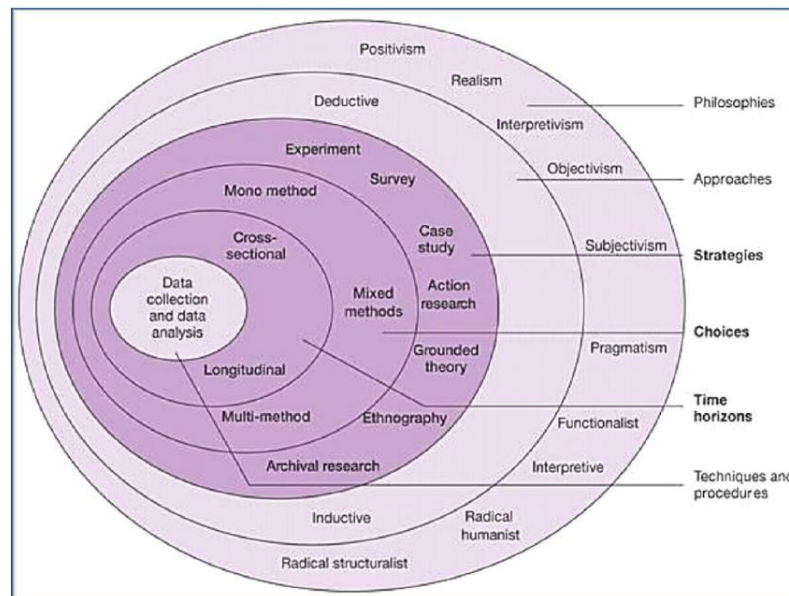 Positivism
Realism
Interpretivism
Objectivism
Subjectivism
Pragmatism
Functionalist
Interpretive
Radical
humanist
Radical structuralist
Deductive
Inductive
Experiment
Survey
Case
study
Action
research
Grounded
theory
Ethnography
Archival research
Mono method
Mixed
methods
Multi-method
Cross-
sectional
Longitudinal
Data
collection
and data
analysis
Philosophies
Approaches
Strategies
Choices
Time
horizons
Techniques and
procedures